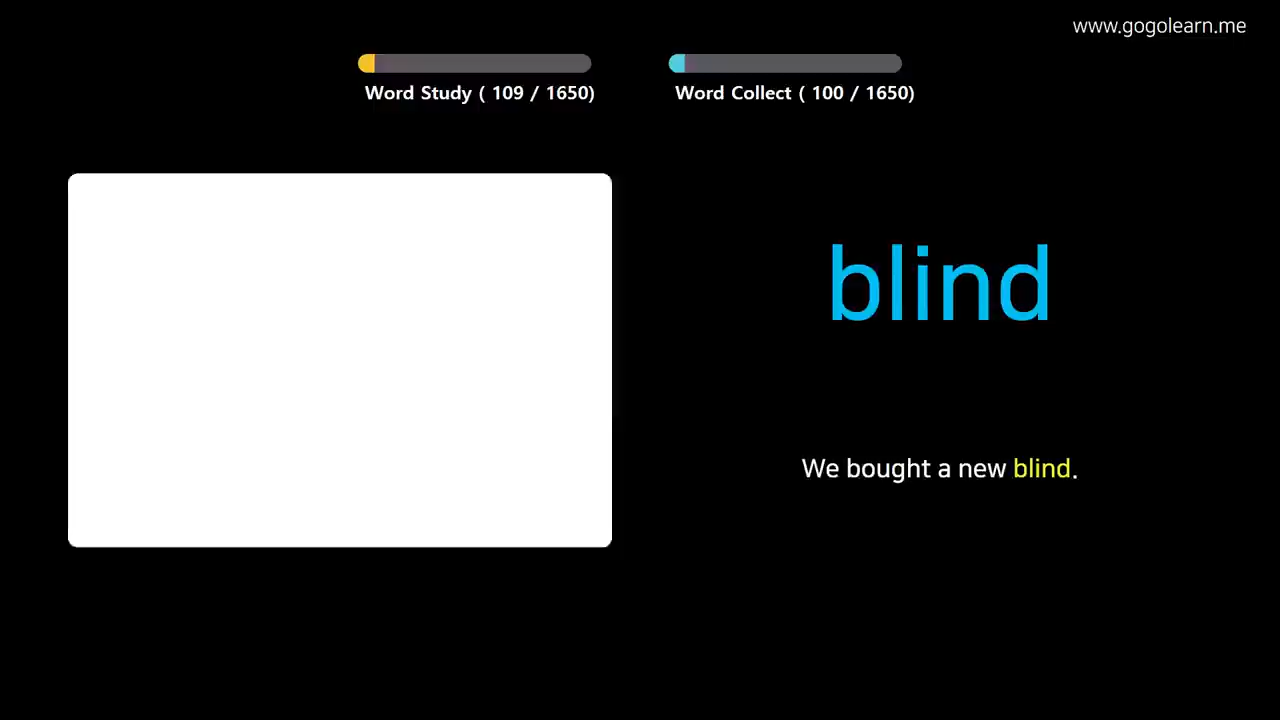 www.gogolearn.me
Word Study ( 109 / 1650)
Word Collect ( 100 / 1650)
blind
We bought a new blind.